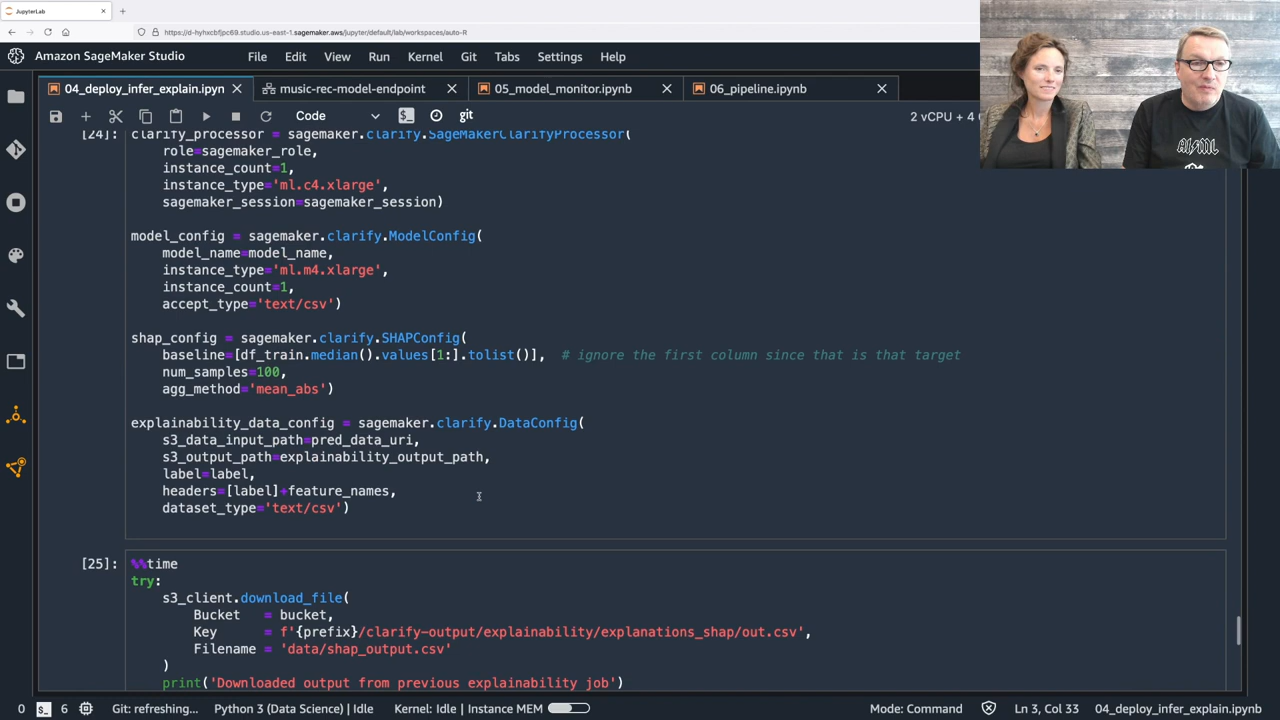 JupyterLab
https://d-hyhxcbfjpc69.studio.us-east-1.sagemaker.aws/jupyter/default/lab/workspaces/auto-R
Amazon SageMaker Studio File Edit View Run Kernel Git Tabs Settings Help
04_deploy_infer_explain.ipyn music-rec-model-endpoint 05_model_monitor.ipynb 06_pipeline.ipynb
Code git 2 vCPU + 4
[24]: clarify_processor = sagemaker.clarify.SageMakerClarifyProcessor(
role=sagemaker_role,
instance_count=1,
instance_type='ml.c4.xlarge',
sagemaker_session=sagemaker_session)
model_config = sagemaker.clarify.ModelConfig(
model_name=model_name,
instance_type='ml.m4.xlarge',
instance_count=1,
accept_type='text/csv')
shap_config = sagemaker.clarify.SHAPConfig(
baseline=[df_train.median().values[1:].tolist()], # ignore the first column since that is that target
num_samples=100,
agg_method='mean_abs')
explainability_data_config = sagemaker.clarify.DataConfig(
s3_data_input_path=pred_data_uri,
s3_output_path=explainability_output_path,
label=label,
headers=[label]+feature_names,
dataset_type='text/csv')
[25]: %%time
try:
s3_client.download_file(
Bucket = bucket,
Key = f'{prefix}/clarify-output/explainability/explanations_shap/out.csv',
Filename = 'data/shap_output.csv'
)
print('Downloaded output from previous explainability job')
0 6 Git: refreshing... Python 3 (Data Science) | Idle Kernel: Idle | Instance MEM Mode: Command Ln 3, Col 33 04_deploy_infer_explain.ipynb
AI/ML